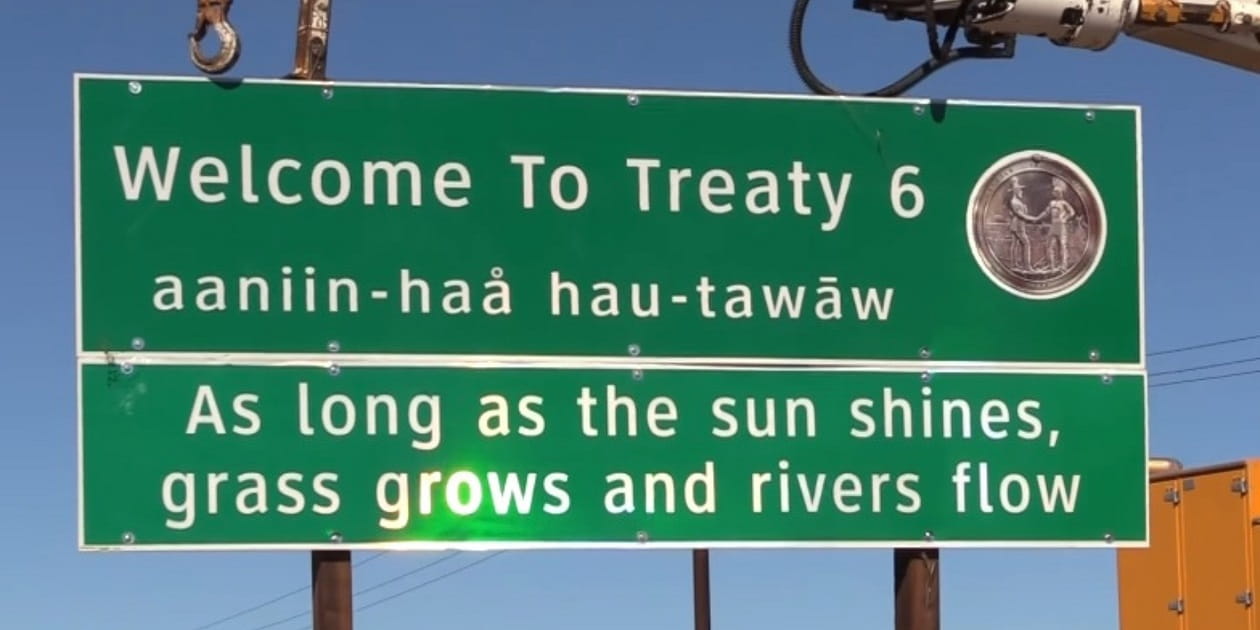 Welcome To Treaty 6
aaniin-haå hau-tawāw
As long as the sun shines,
grass grows and rivers flow